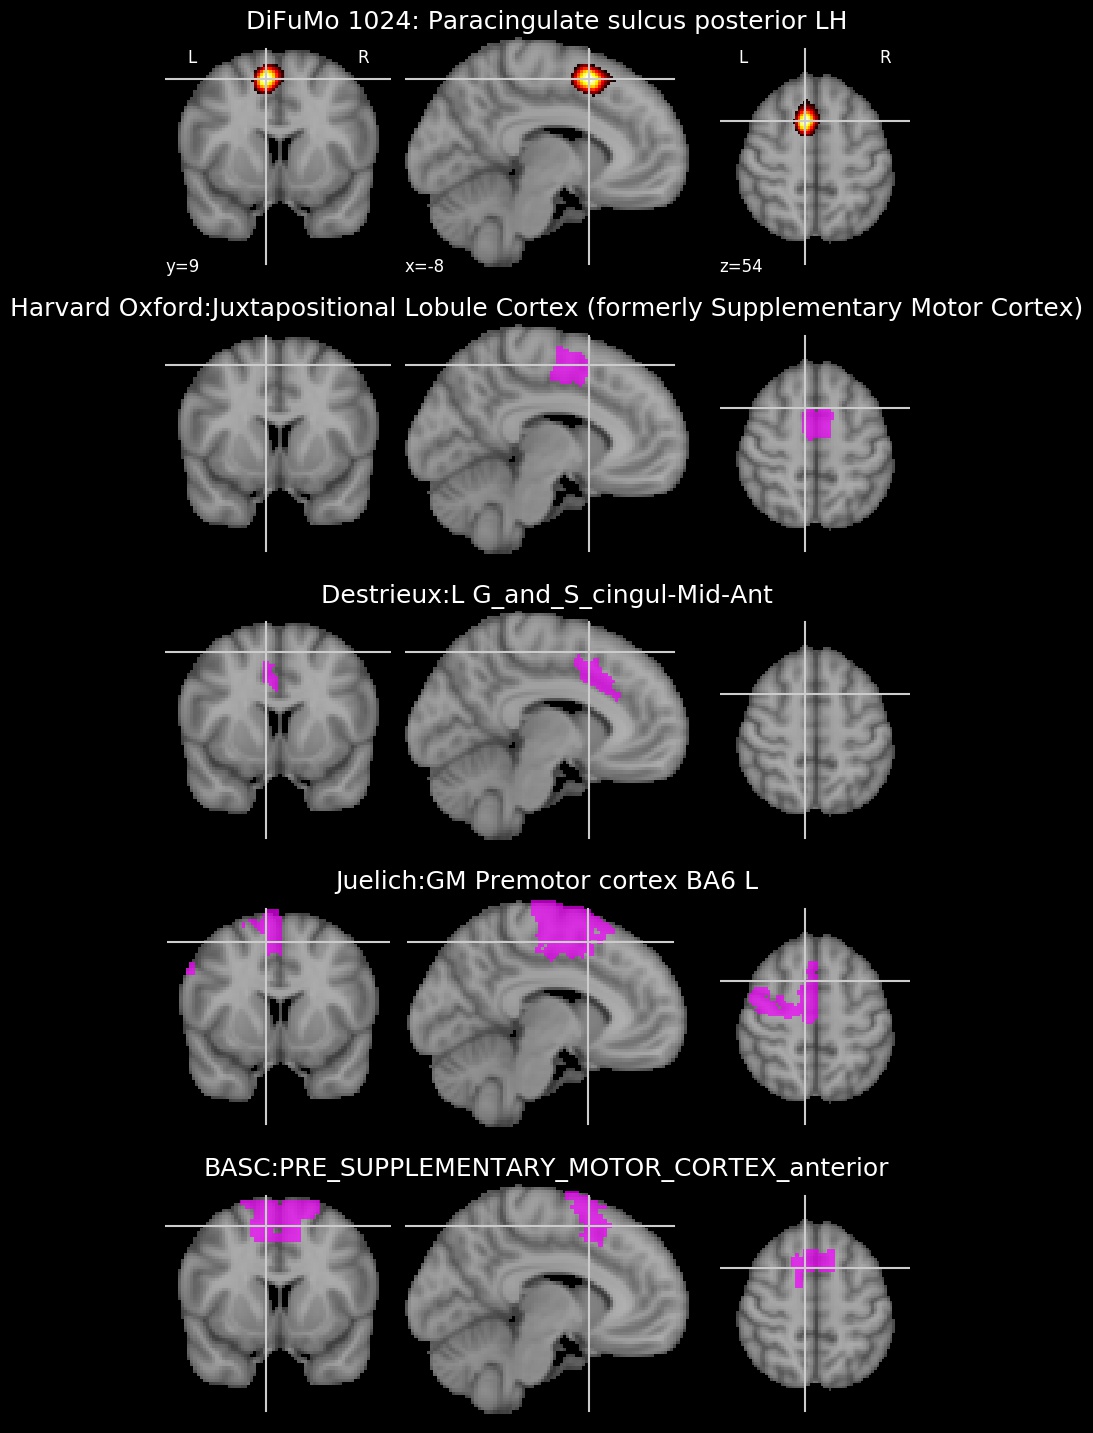 DiFuMo 1024: Paracingulate sulcus posterior LH
L R L R
y=9 x=-8 z=54
Harvard Oxford:Juxtapositional Lobule Cortex (formerly Supplementary Motor Cortex)
Destrieux:L G_and_S_cingul-Mid-Ant
Juelich:GM Premotor cortex BA6 L
BASC:PRE_SUPPLEMENTARY_MOTOR_CORTEX_anterior